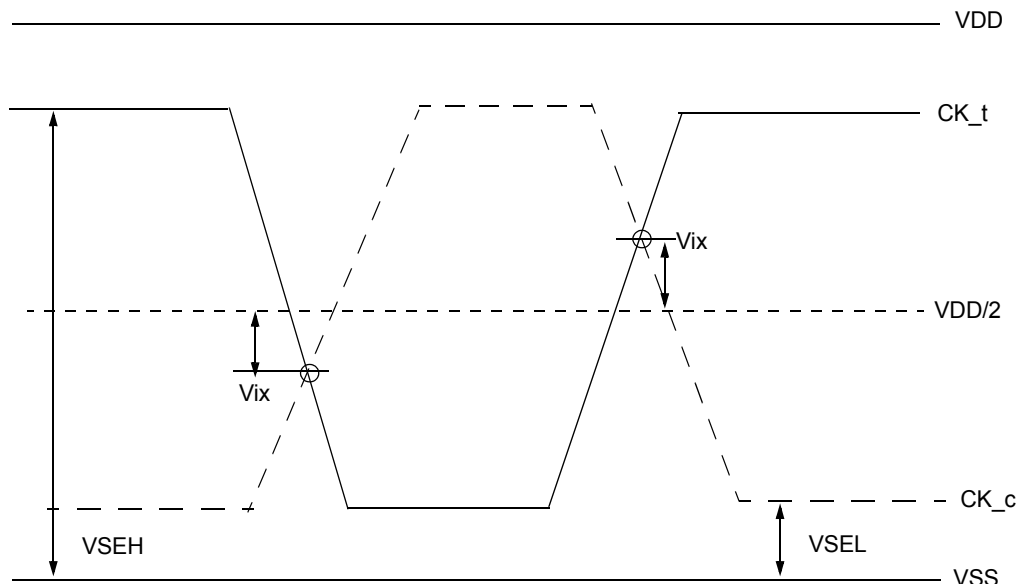 VDD
CK_t
Vix
VDD/2
Vix
CK_c
VSEH
VSEL
VSS